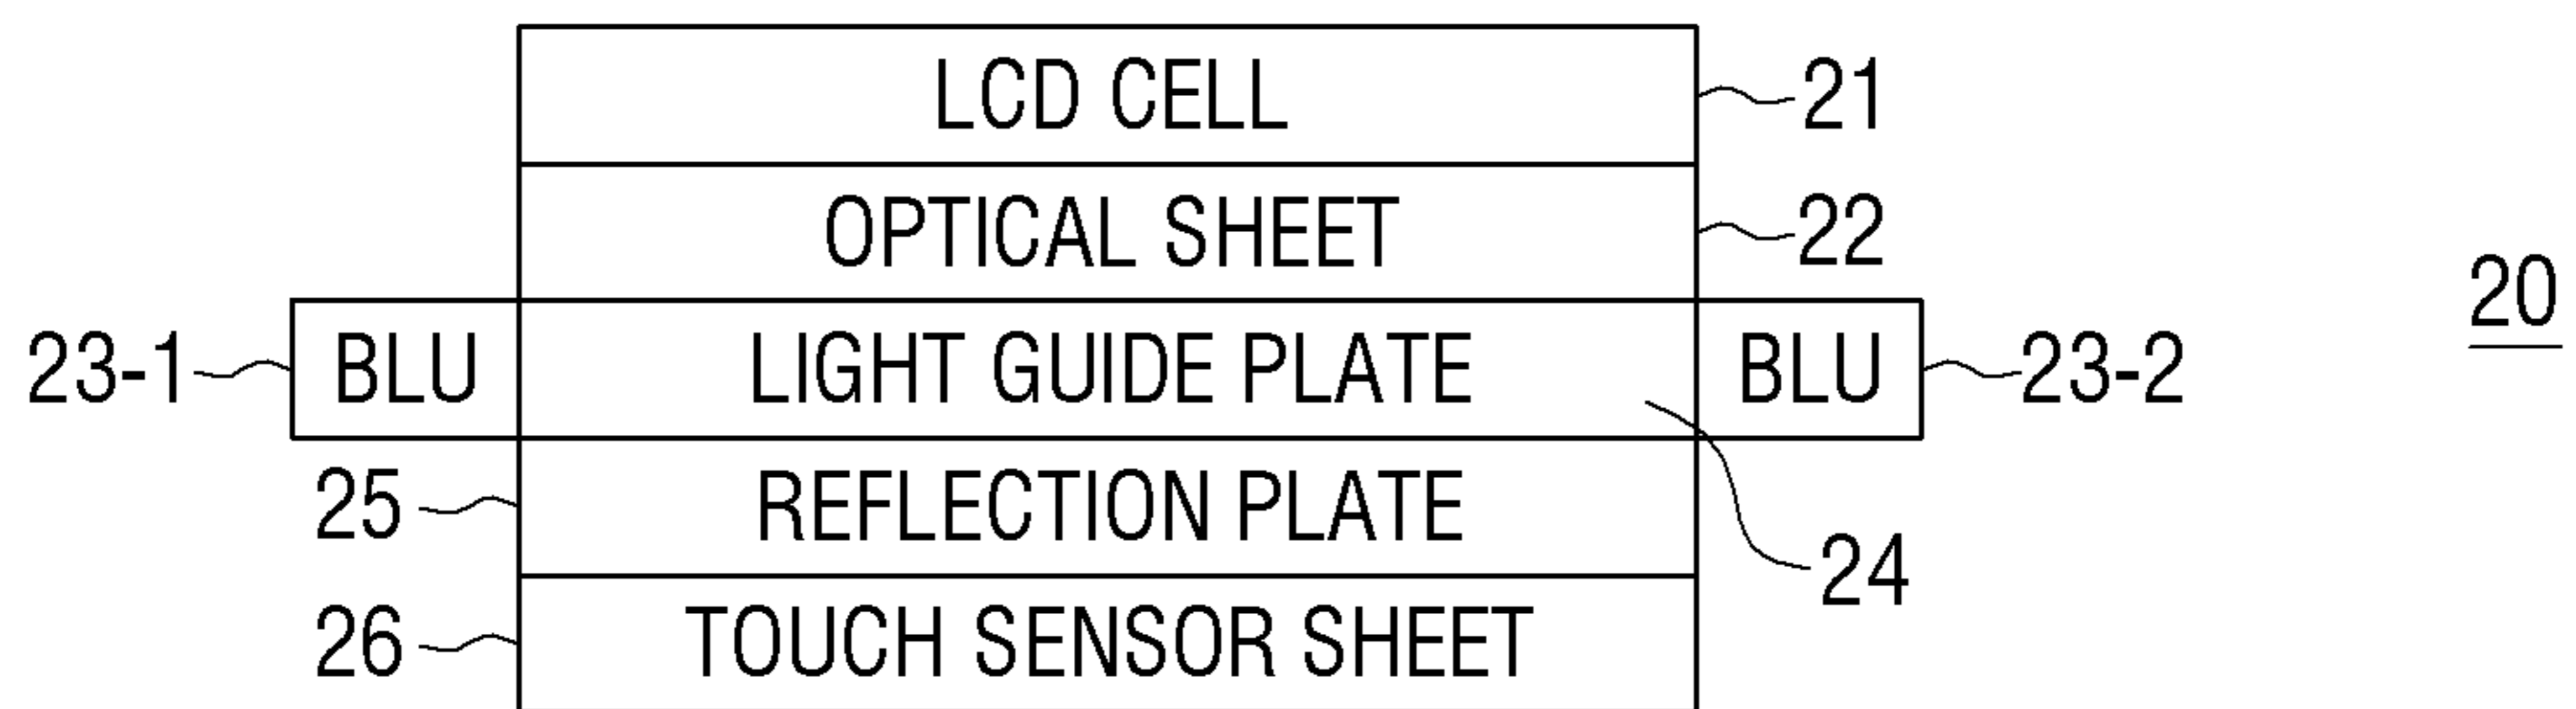 LCD CELL 21
OPTICAL SHEET 22
20
23-1 BLU LIGHT GUIDE PLATE BLU 23-2
25 REFLECTION PLATE
24
26 TOUCH SENSOR SHEET